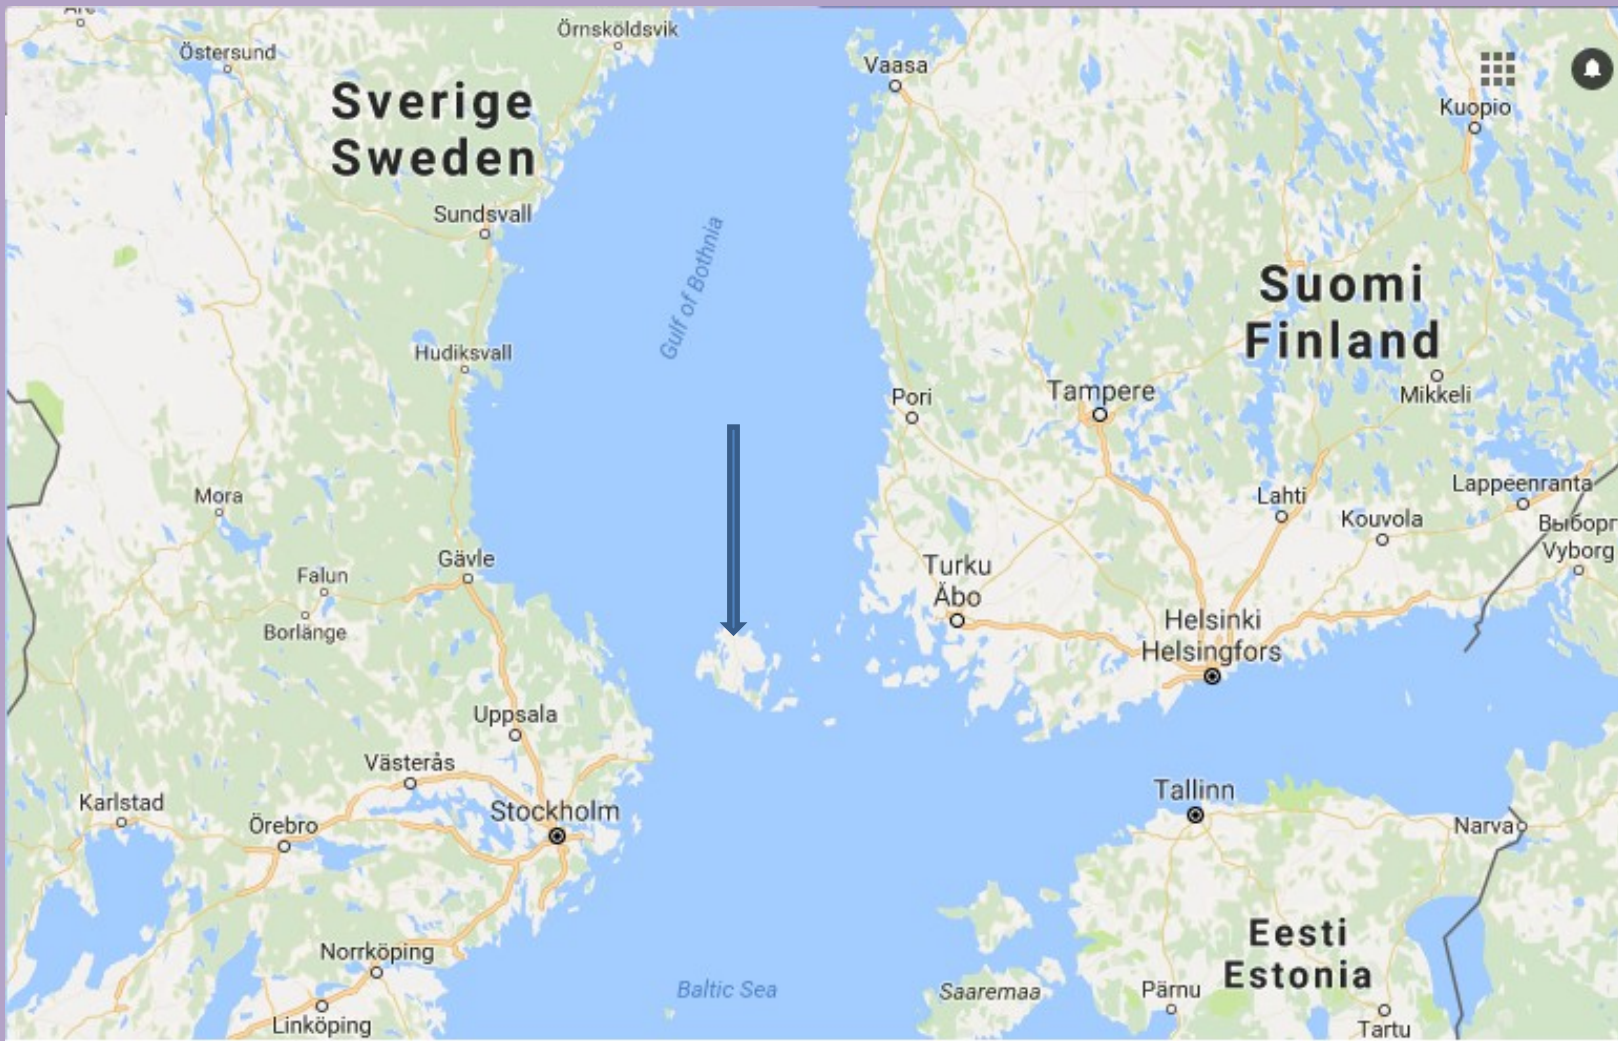 Örnsköldsvik
Östersund
Vaasa
Sverige
Sweden
Kuopio
Sundsvall
Gulf of Bothnia
Suomi
Finland
Hudiksvall
Mikkeli
Pori
Tampere
Mora
Lahti
Lappeenranta
Kouvola
Vyborg
Gävle
Falun
Turku
Åbo
Borlänge
Helsinki
Helsingfors
Uppsala
Västerås
Tallinn
Karlstad
Örebro
Stockholm
Narva
Norrköping
Eesti
Estonia
Baltic Sea
Saaremaa
Pärnu
Linköping
Tartu